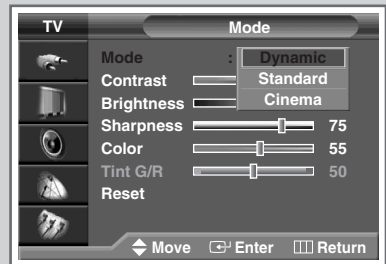 TV Mode
Mode : Dynamic
Contrast Standard
Brightness Cinema
Sharpness 75
Color 55
Tint G/R 50
Reset
Move Enter Return